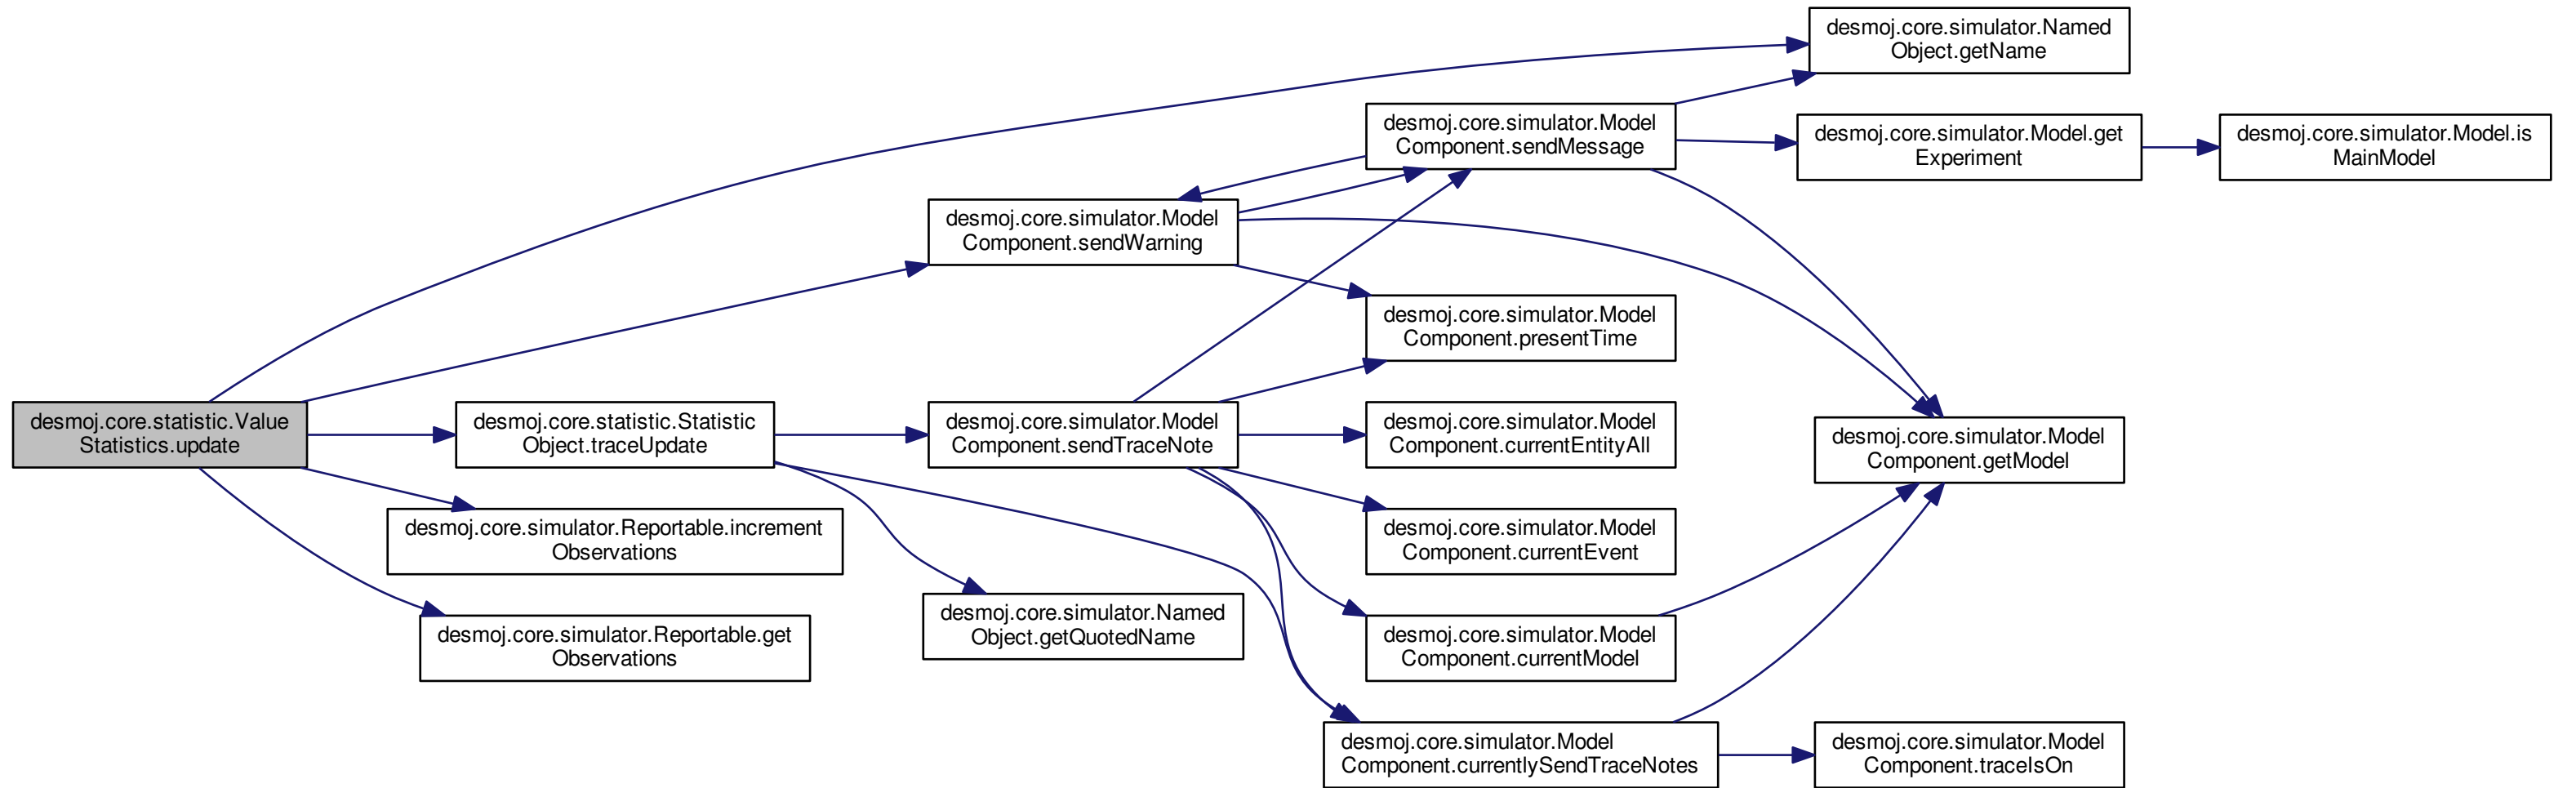 desmoj.core.simulator.Named
Object.getName
desmoj.core.simulator.Model
Component.sendMessage
desmoj.core.simulator.Model.get
Experiment
desmoj.core.simulator.Model.is
MainModel
desmoj.core.simulator.Model
Component.sendWarning
desmoj.core.simulator.Model
Component.presentTime
desmoj.core.statistic.Value
Statistics.update
desmoj.core.statistic.Statistic
Object.traceUpdate
desmoj.core.simulator.Model
Component.sendTraceNote
desmoj.core.simulator.Model
Component.currentEntityAll
desmoj.core.simulator.Model
Component.getModel
desmoj.core.simulator.Reportable.increment
Observations
desmoj.core.simulator.Model
Component.currentEvent
desmoj.core.simulator.Named
Object.getQuotedName
desmoj.core.simulator.Reportable.get
Observations
desmoj.core.simulator.Model
Component.currentModel
desmoj.core.simulator.Model
Component.currentlySendTraceNotes
desmoj.core.simulator.Model
Component.traceIsOn